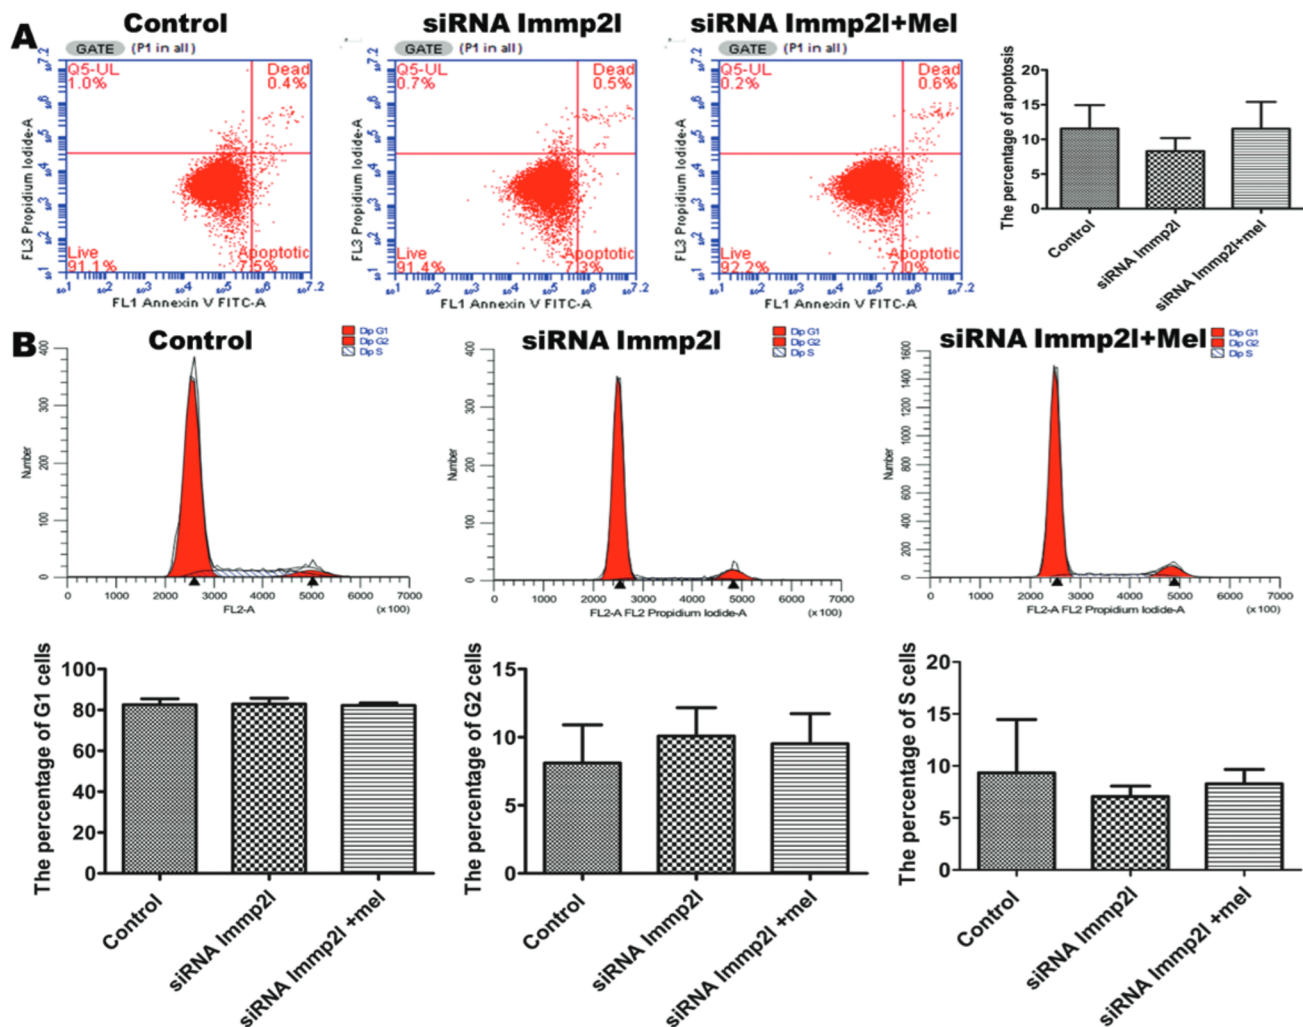 A
Control
siRNA Immp2l
siRNA Immp2l+Mel
GATE (P1 in all)
Q5-UL
1.0%
Dead
0.4%
Live
91.1%
Apoptotic
7.5%
FL3 Propidium Iodide-A
FL1 Annexin V FITC-A
GATE (P1 in all)
Q5-UL
0.7%
Dead
0.5%
Live
91.4%
Apoptotic
7.3%
FL3 Propidium Iodide-A
FL1 Annexin V FITC-A
GATE (P1 in all)
Q5-UL
0.2%
Dead
0.6%
Live
92.2%
Apoptotic
7.0%
FL3 Propidium Iodide-A
FL1 Annexin V FITC-A
The percentage of apoptosis
20
15
10
5
0
Control
siRNA Immp2l
siRNA Immp2l+mel
B
Control
Dip G1
Dip G2
Dip S
Number
300
200
100
0
0 1000 2000 3000 4000 5000 6000 7000
FL2-A
(x100)
siRNA Immp2l
Dip G1
Dip G2
Dip S
Number
400
300
200
100
0
0 1000 2000 3000 4000 5000 6000 7000
FL2-A FL2 Propidium Iodide-A
(x100)
siRNA Immp2l+Mel
Dip G1
Dip G2
Dip S
Number
1600
1400
1200
1000
800
600
400
200
0
0 1000 2000 3000 4000 5000 6000 7000
FL2-A FL2 Propidium Iodide-A
(x100)
The percentage of G1 cells
100
80
60
40
20
0
Control
siRNA Immp2l
siRNA Immp2l +mel
The percentage of G2 cells
15
10
5
0
Control
siRNA Immp2l
siRNA Immp2l +mel
The percentage of S cells
20
15
10
5
0
Control
siRNA Immp2l
siRNA Immp2l +mel